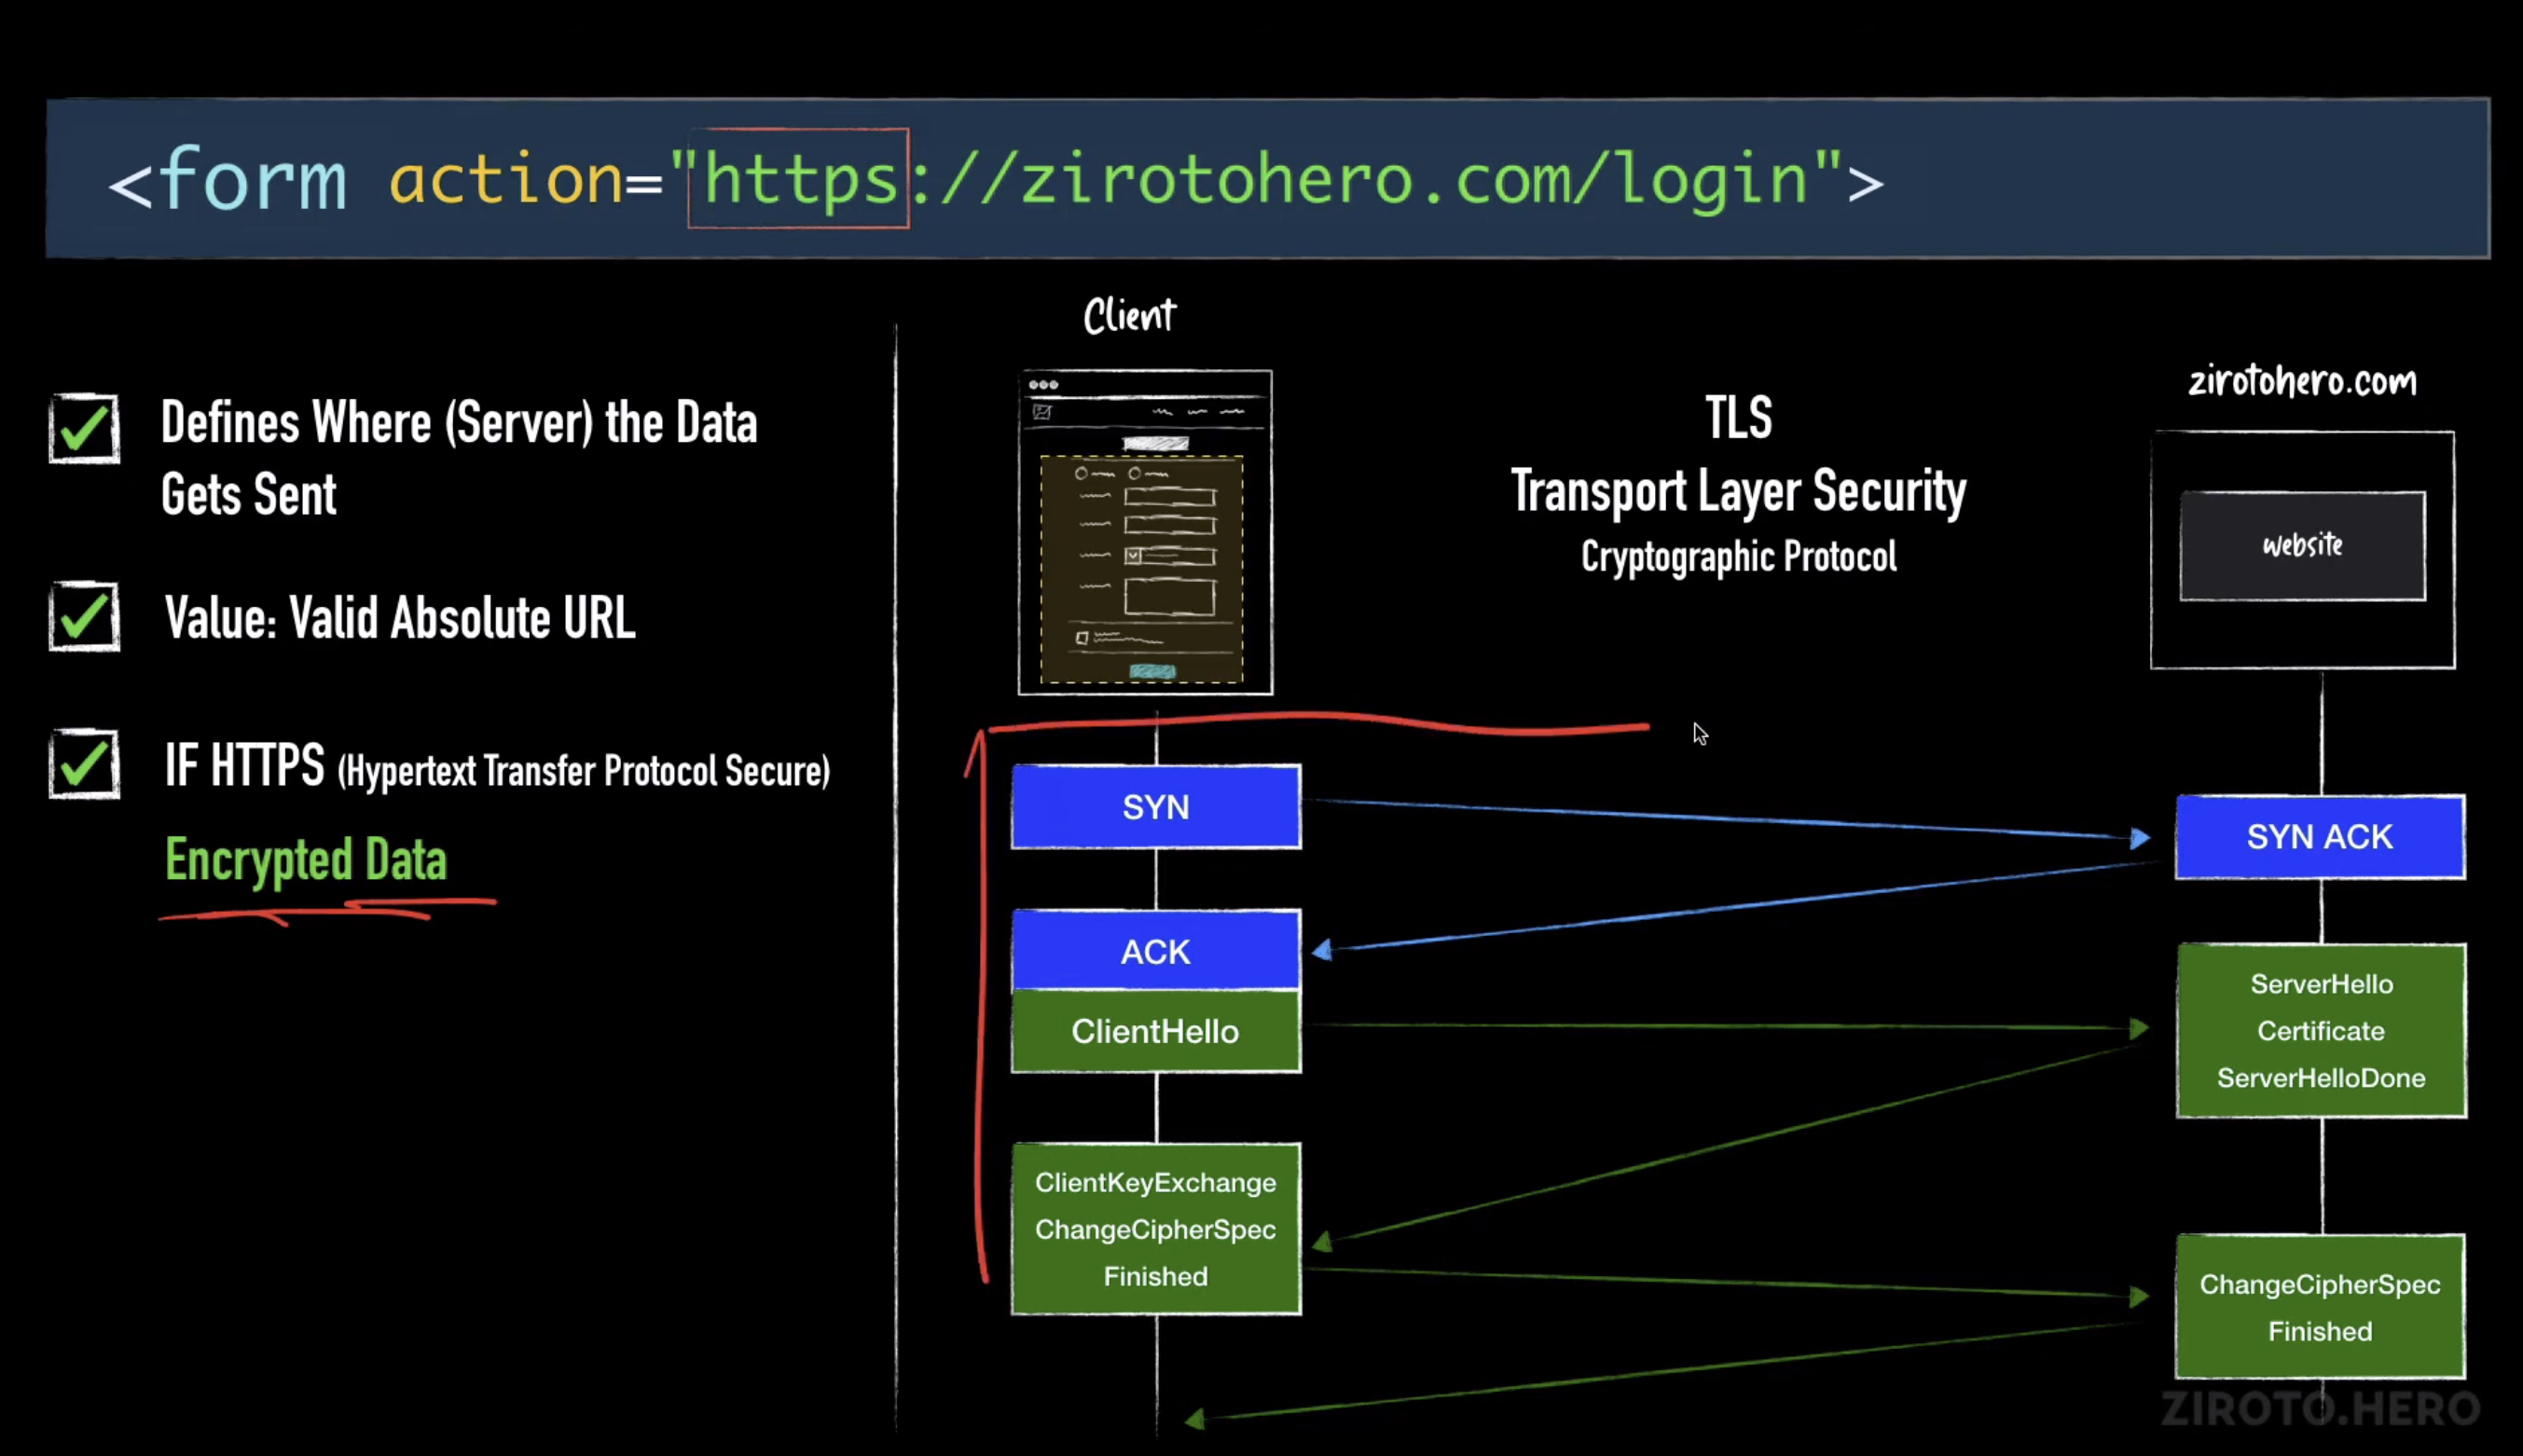 <form action="https://zirotohero.com/login">
Defines Where (Server) the Data
Gets Sent
Value: Valid Absolute URL
IF HTTPS (Hypertext Transfer Protocol Secure)
Encrypted Data
Client
TLS
Transport Layer Security
Cryptographic Protocol
zirotohero.com
website
SYN
SYN ACK
ACK
ClientHello
ServerHello
Certificate
ServerHelloDone
ClientKeyExchange
ChangeCipherSpec
Finished
ChangeCipherSpec
Finished
ZIROTO.HERO